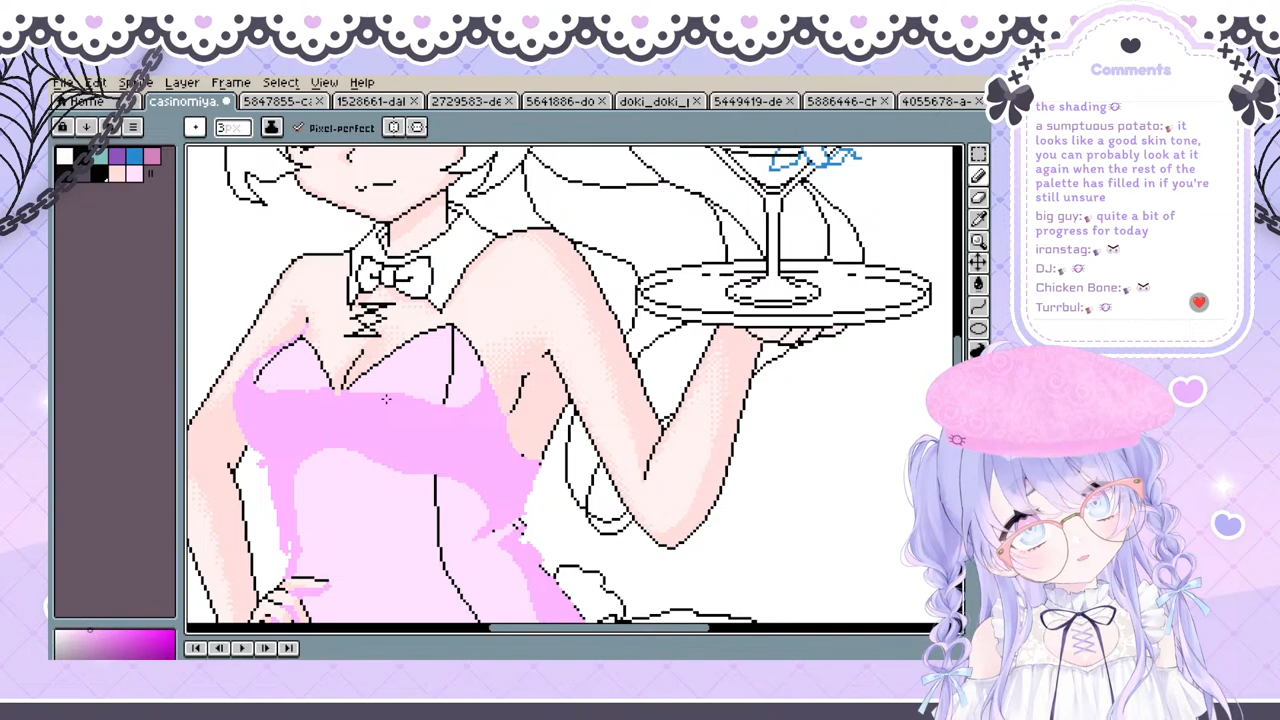 File Edit Sprite Layer Frame Select View Help
Home casinomiya. 5847855-c 1528661-dal 2729583-de 5641886-do doki_doki_ 5449419-de 5886446-ch 4055678-a-
3px Pixel-perfect
Comments
the shading
a sumptuous potato: it
looks like a good skin tone,
you can probably look at it
again when the rest of the
palette has filled in if you're
still unsure
big guy: quite a bit of
progress for today
ironstag:
DJ:
Chicken Bone:
Turrbul: